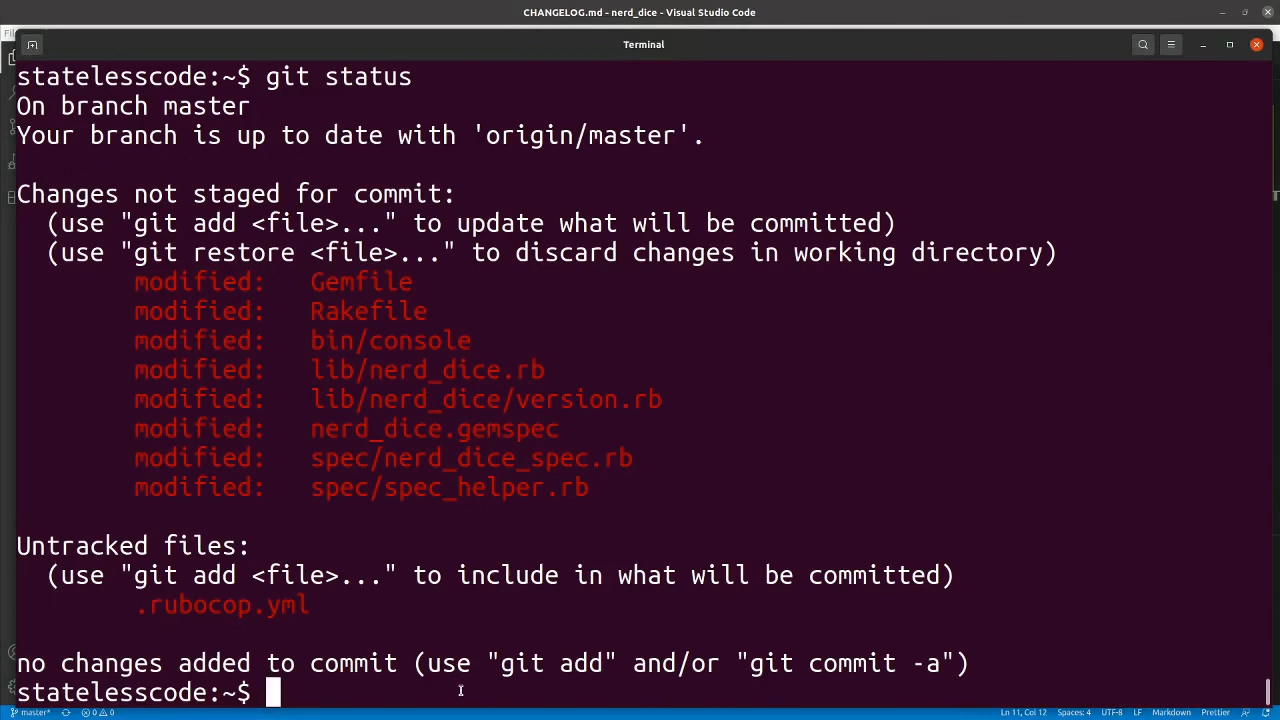 CHANGELOG.md - nerd_dice - Visual Studio Code
Terminal
statelesscode:~$ git status
On branch master
Your branch is up to date with 'origin/master'.
Changes not staged for commit:
(use "git add <file>..." to update what will be committed)
(use "git restore <file>..." to discard changes in working directory)
modified: Gemfile
modified: Rakefile
modified: bin/console
modified: lib/nerd_dice.rb
modified: lib/nerd_dice/version.rb
modified: nerd_dice.gemspec
modified: spec/nerd_dice_spec.rb
modified: spec/spec_helper.rb
Untracked files:
(use "git add <file>..." to include in what will be committed)
.rubocop.yml
no changes added to commit (use "git add" and/or "git commit -a")
statelesscode:~$
master* 0 0 Ln 11, Col 12 Spaces: 4 UTF-8 LF Markdown Prettier